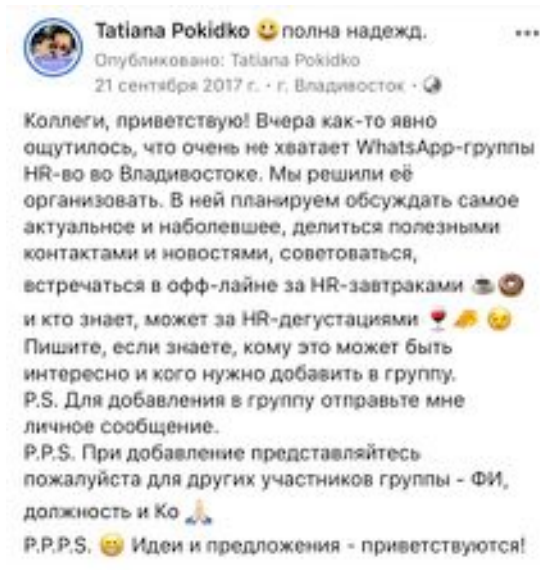 Tatiana Pokidko 😃 полна надежд.
Опубликовано: Tatiana Pokidko
21 сентября 2017 г. · г. Владивосток ·
Коллеги, приветствую! Вчера как-то явно
ощутилось, что очень не хватает WhatsApp-группы
HR-во во Владивостоке. Мы решили её
организовать. В ней планируем обсуждать самое
актуальное и наболевшее, делиться полезными
контактами и новостями, советоваться,
встречаться в офф-лайне за HR-завтраками ☕🍩
и кто знает, может за HR-дегустациями 🍷🧀😉
Пишите, если знаете, кому это может быть
интересно и кого нужно добавить в группу.
P.S. Для добавления в группу отправьте мне
личное сообщение.
P.P.S. При добавление представляйтесь
пожалуйста для других участников группы - ФИ,
должность и Ко 🙏🏻
P.P.P.S. 😁 Идеи и предложения - приветствуются!